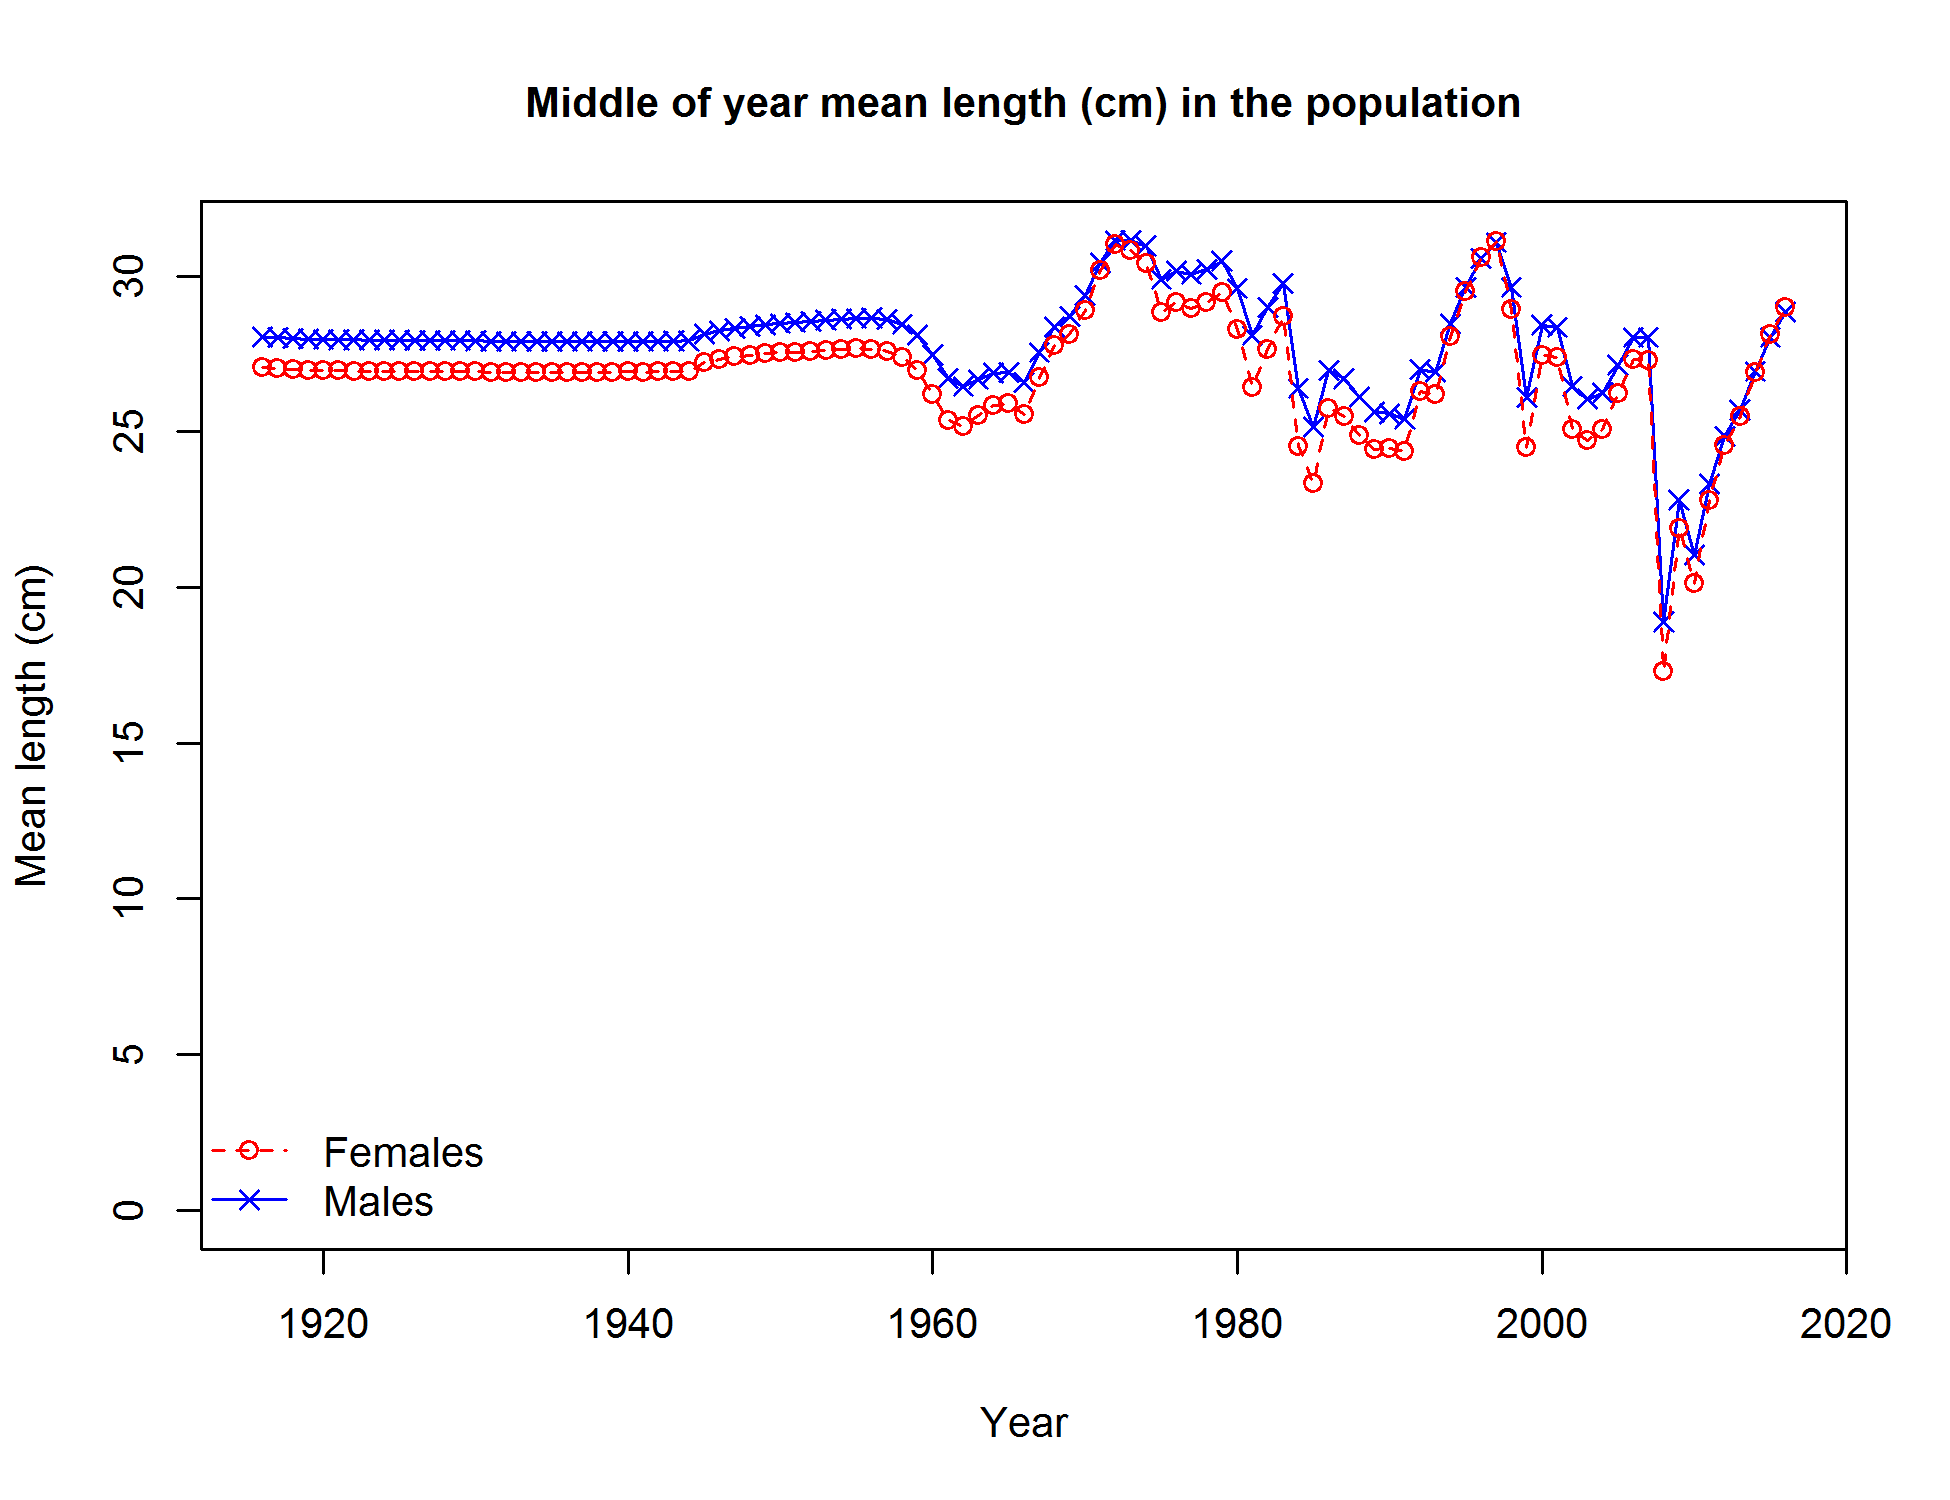 Middle of year mean length (cm) in the population
Mean length (cm)
30
25
20
15
10
5
0
Females
Males
1920
1940
1960
1980
2000
2020
Year